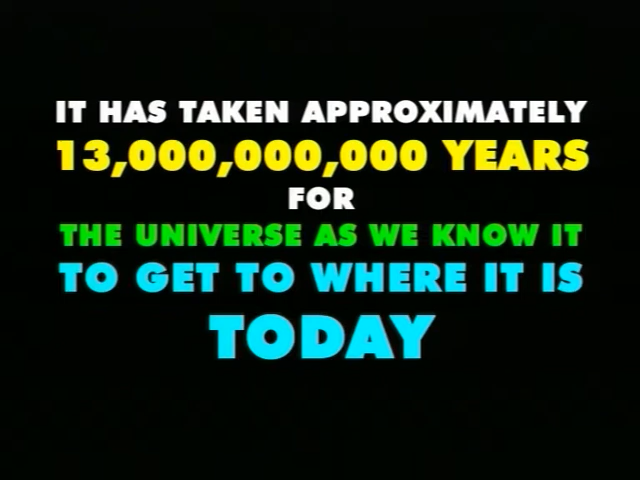 IT HAS TAKEN APPROXIMATELY
13,000,000,000 YEARS
FOR
THE UNIVERSE AS WE KNOW IT
TO GET TO WHERE IT IS
TODAY